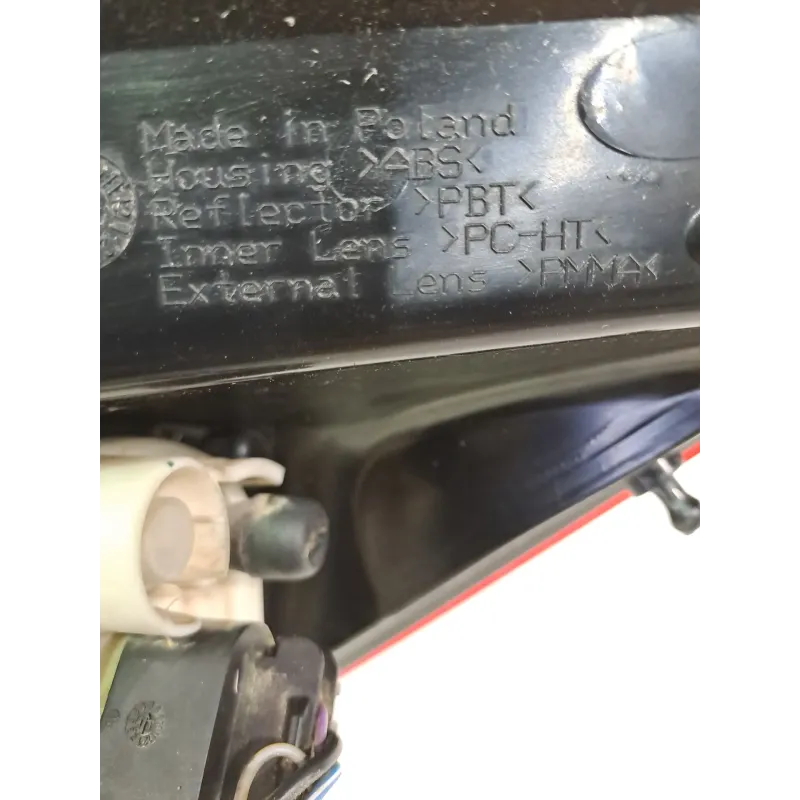 Made in Poland
Housing >ABS<
Reflector >PBT<
Inner Lens >PC-HT<
External Lens >PMMA<